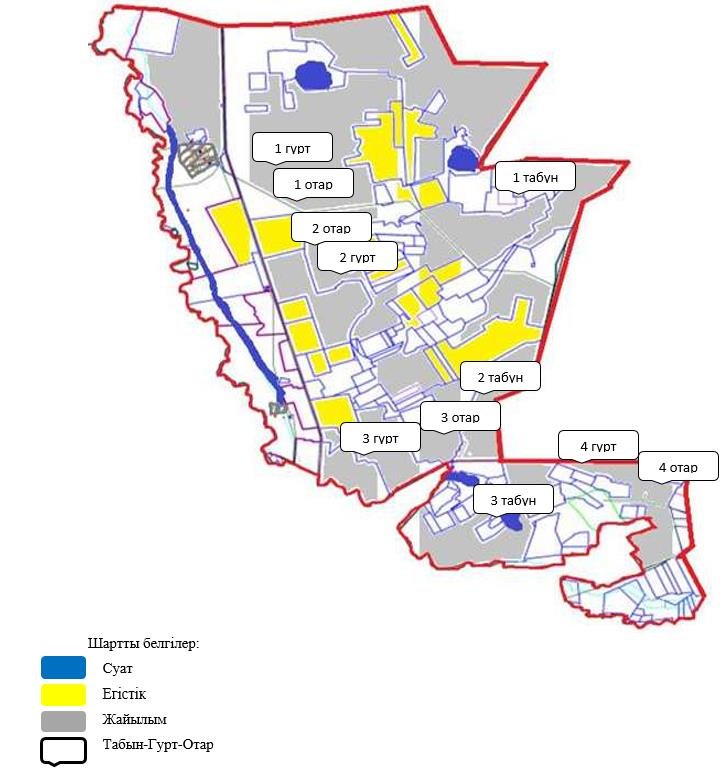 1 гурт
1 отар
1 табун
2 отар
2 гурт
2 табун
3 отар
3 гурт
4 гурт
4 отар
3 табун
Шартты белгілер:
Суат
Егістік
Жайылым
Табын-Гурт-Отар